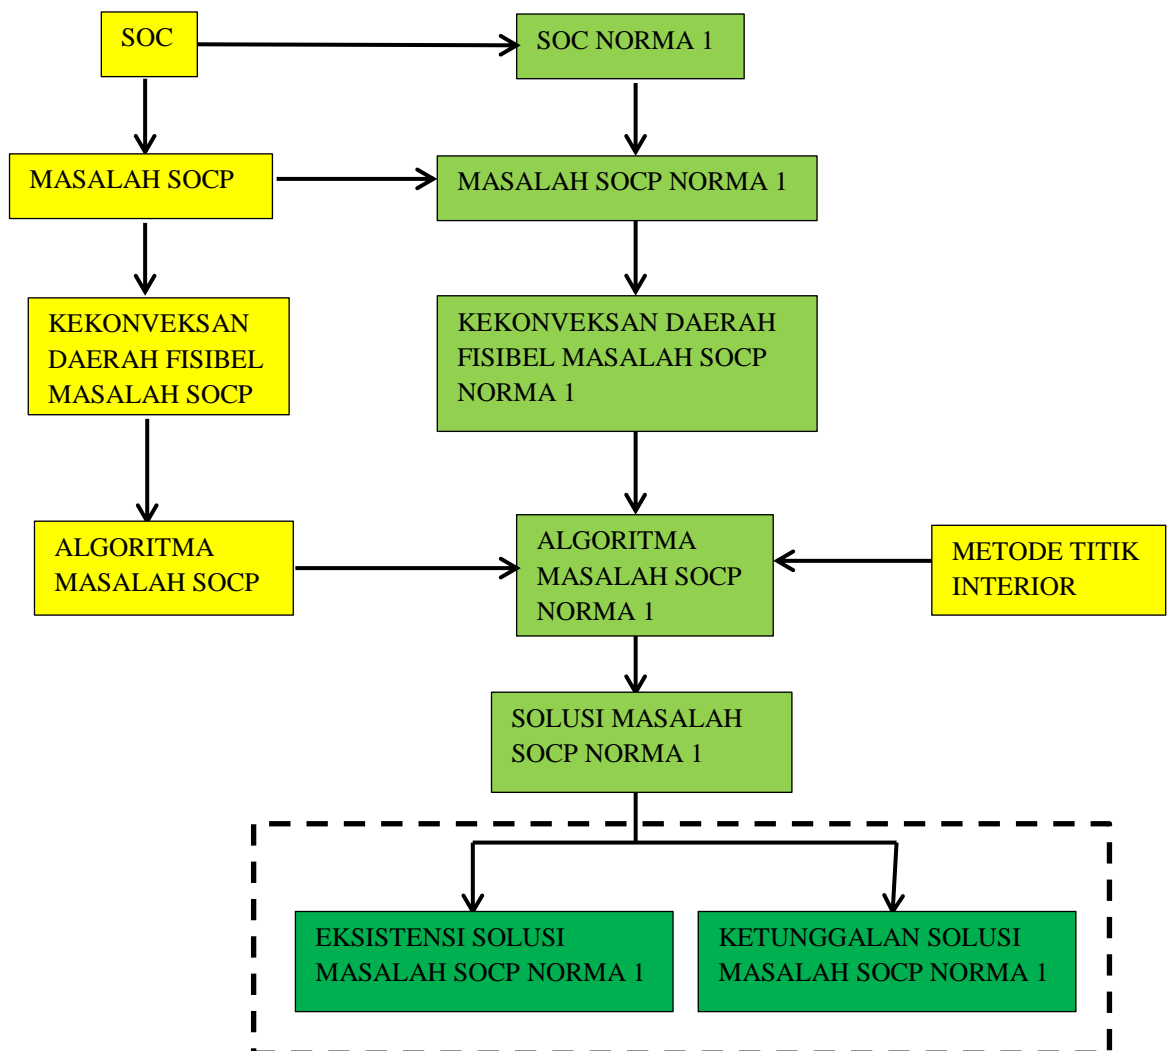 SOC
SOC NORMA 1
MASALAH SOCP
MASALAH SOCP NORMA 1
KEKONVEKSAN
DAERAH FISIBEL
MASALAH SOCP
KEKONVEKSAN DAERAH
FISIBEL MASALAH SOCP
NORMA 1
ALGORITMA
MASALAH SOCP
ALGORITMA
MASALAH SOCP
NORMA 1
METODE TITIK
INTERIOR
SOLUSI MASALAH
SOCP NORMA 1
EKSISTENSI SOLUSI
MASALAH SOCP NORMA 1
KETUNGGALAN SOLUSI
MASALAH SOCP NORMA 1